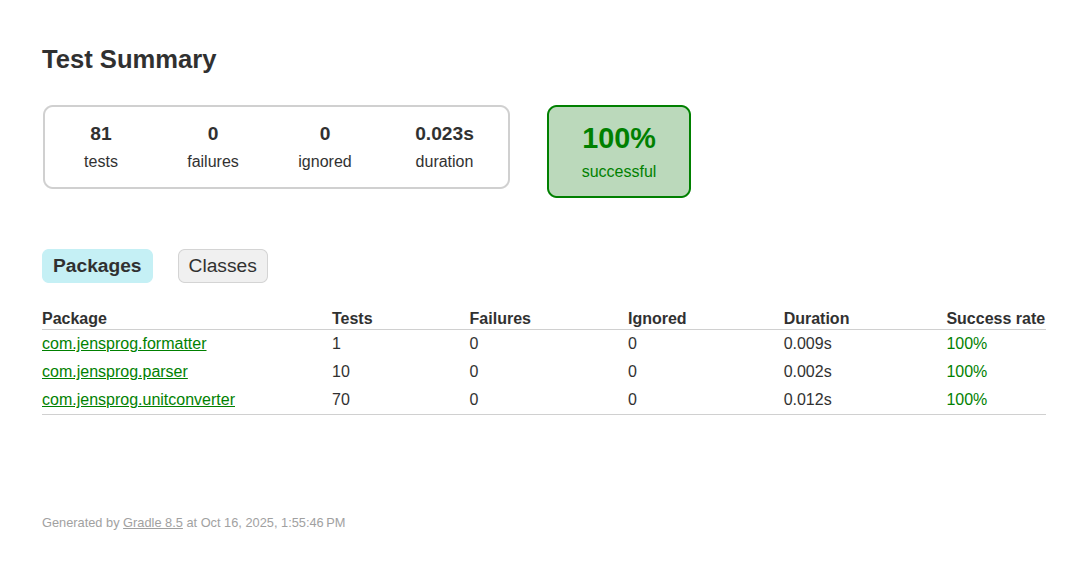 Test Summary
81 0 0 0.023s
tests failures ignored duration
100%
successful
Packages Classes
Package Tests Failures Ignored Duration Success rate
com.jensprog.formatter 1 0 0 0.009s 100%
com.jensprog.parser 10 0 0 0.002s 100%
com.jensprog.unitconverter 70 0 0 0.012s 100%
Generated by Gradle 8.5 at Oct 16, 2025, 1:55:46 PM